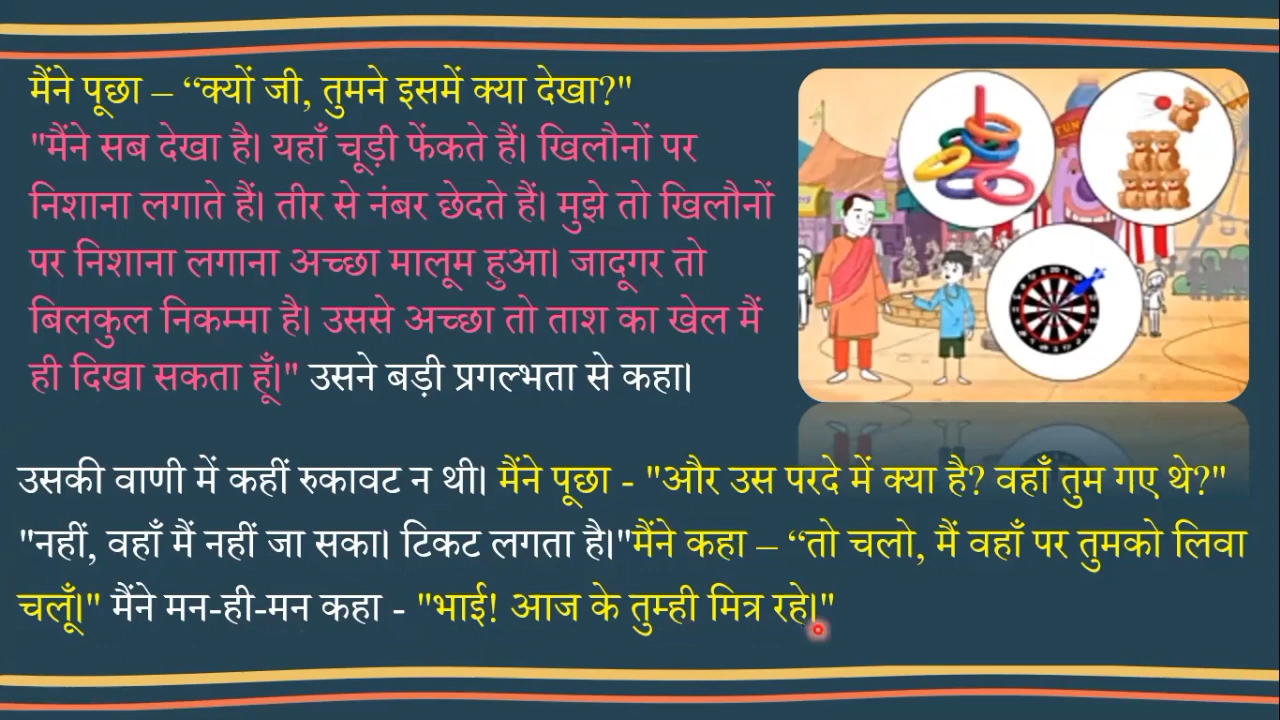 मैंने पूछा – “क्यों जी, तुमने इसमें क्या देखा?"
"मैंने सब देखा है। यहाँ चूड़ी फेंकते हैं। खिलौनों पर
निशाना लगाते हैं। तीर से नंबर छेदते हैं। मुझे तो खिलौनों
पर निशाना लगाना अच्छा मालूम हुआ। जादूगर तो
बिलकुल निकम्मा है। उससे अच्छा तो ताश का खेल मैं
ही दिखा सकता हूँ।" उसने बड़ी प्रगल्भता से कहा।
उसकी वाणी में कहीं रुकावट न थी। मैंने पूछा - "और उस परदे में क्या है? वहाँ तुम गए थे?"
"नहीं, वहाँ मैं नहीं जा सका। टिकट लगता है।"मैंने कहा – “तो चलो, मैं वहाँ पर तुमको लिवा
चलूँ।" मैंने मन-ही-मन कहा - "भाई! आज के तुम्ही मित्र रहे।"